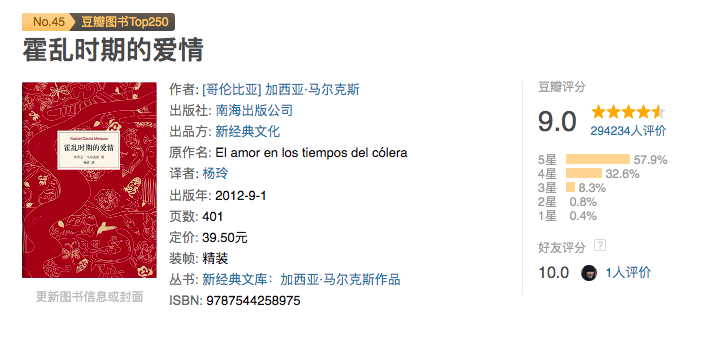 No.45 豆瓣图书Top250
霍乱时期的爱情
Gabriel García Márquez
霍乱时期的爱情
作者: [哥伦比亚] 加西亚·马尔克斯
出版社: 南海出版公司
出品方: 新经典文化
原作名: El amor en los tiempos del cólera
译者: 杨玲
出版年: 2012-9-1
页数: 401
定价: 39.50元
装帧: 精装
丛书: 新经典文库：加西亚·马尔克斯作品
ISBN: 9787544258975
更新图书信息或封面
豆瓣评分
9.0
294234人评价
5星 57.9%
4星 32.6%
3星 8.3%
2星 0.8%
1星 0.4%
好友评分 ?
10.0 1人评价